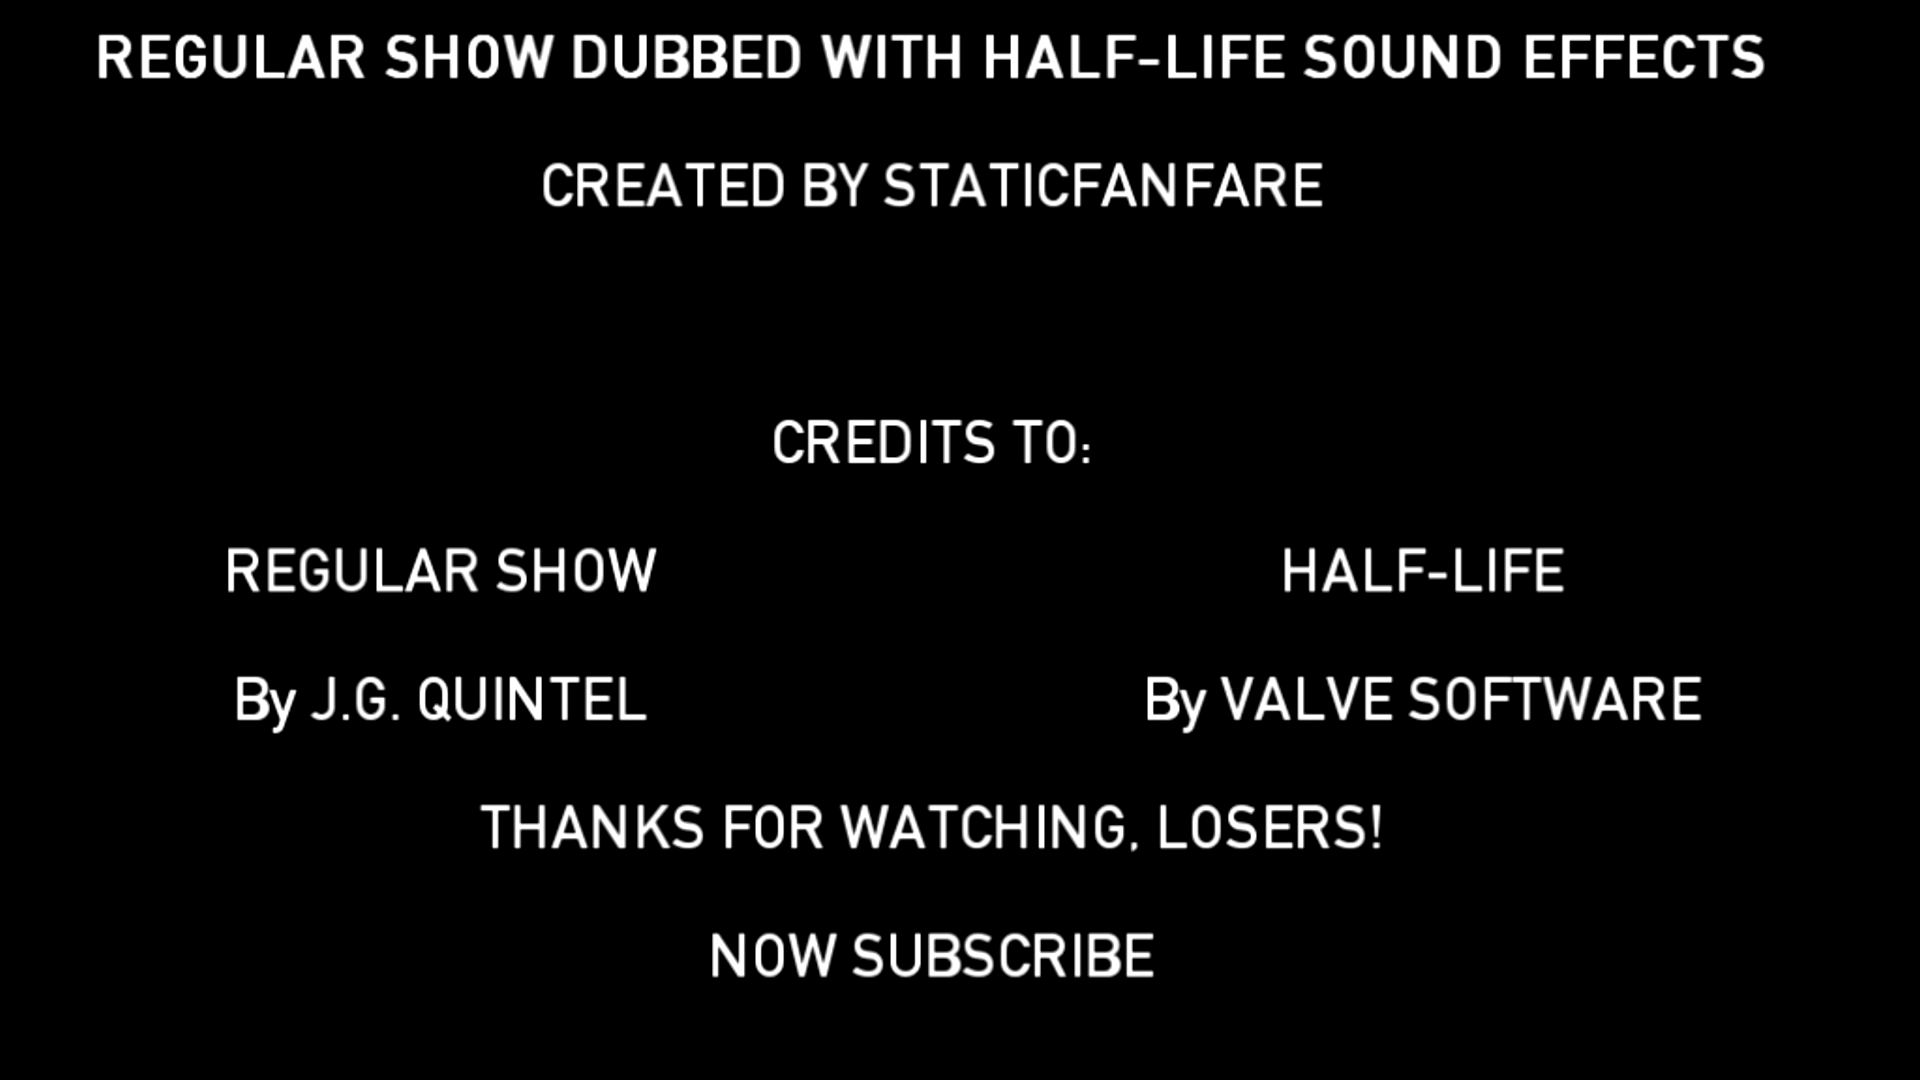 REGULAR SHOW DUBBED WITH HALF-LIFE SOUND EFFECTS
CREATED BY STATICFANFARE
CREDITS TO:
REGULAR SHOW
HALF-LIFE
By J.G. QUINTEL
By VALVE SOFTWARE
THANKS FOR WATCHING, LOSERS!
NOW SUBSCRIBE